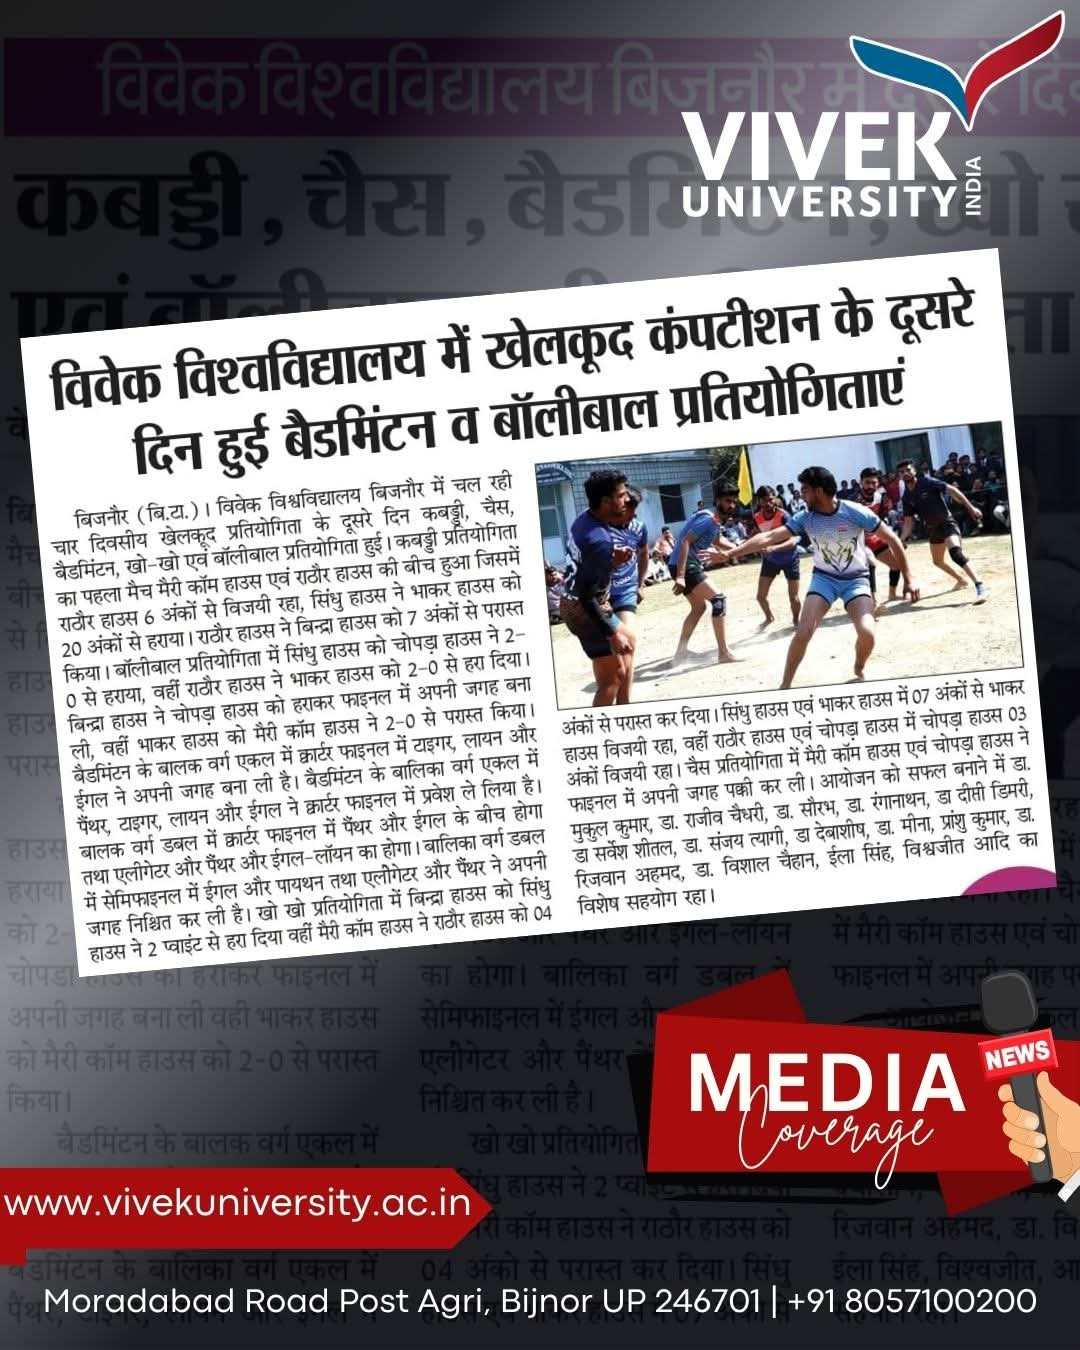 VIVEK
UNIVERSITY
INDIA
विवेक विश्वविद्यालय बिजनौर में दूसरे दिन
कबड्डी, चैस, बैडमिंटन, खो
विवेक विश्वविद्यालय में खेलकूद कंपटीशन के दूसरे
दिन हुई बैडमिंटन व बॉलीबाल प्रतियोगिताएं
बिजनौर (बि.टा.)। विवेक विश्वविद्यालय बिजनौर में चल रही
चार दिवसीय खेलकूद प्रतियोगिता के दूसरे दिन कबड्डी, चैस,
बैडमिंटन, खो-खो एवं बॉलीबाल प्रतियोगिता हुई। कबड्डी प्रतियोगिता
का पहला मैच मैरी कॉम हाउस एवं राठौर हाउस की बीच हुआ जिसमें
राठौर हाउस 6 अंकों से विजयी रहा, सिंधु हाउस ने भाकर हाउस को
20 अंकों से हराया। राठौर हाउस ने बिन्द्रा हाउस को 7 अंकों से परास्त
किया। बॉलीबाल प्रतियोगिता में सिंधु हाउस को चोपड़ा हाउस ने 2-
0 से हराया, वहीं राठौर हाउस ने भाकर हाउस को 2-0 से हरा दिया।
बिन्द्रा हाउस ने चोपड़ा हाउस को हराकर फाइनल में अपनी जगह बना
ली, वहीं भाकर हाउस को मैरी कॉम हाउस ने 2-0 से परास्त किया।
बैडमिंटन के बालक वर्ग एकल में क्रार्टर फाइनल में टाइगर, लायन और
ईगल ने अपनी जगह बना ली है। बैडमिंटन के बालिका वर्ग एकल में
पैंथर, टाइगर, लायन और ईगल ने क्रार्टर फाइनल में प्रवेश ले लिया है।
बालक वर्ग डबल में क्रार्टर फाइनल में पैंथर और ईगल के बीच होगा
तथा एलीगेटर और पैंथर और ईगल-लॉयन का होगा। बालिका वर्ग डबल
में सेमिफाइनल में ईगल और पायथन तथा एलीगेटर और पैंथर ने अपनी
जगह निश्चित कर ली है। खो खो प्रतियोगिता में बिन्द्रा हाउस को सिंधु
हाउस ने 2 प्वाइंट से हरा दिया वहीं मैरी कॉम हाउस ने राठौर हाउस को 04
अंकों से परास्त कर दिया। सिंधु हाउस एवं भाकर हाउस में 07 अंकों से भाकर
हाउस विजयी रहा, वहीं राठौर हाउस एवं चोपड़ा हाउस में चोपड़ा हाउस 03
अंकों विजयी रहा। चैस प्रतियोगिता में मैरी कॉम हाउस एवं चोपड़ा हाउस ने
फाइनल में अपनी जगह पक्की कर ली। आयोजन को सफल बनाने में डा.
मुकुल कुमार, डा. राजीव चैधरी, डा. सौरभ, डा. रंगानाथन, डा दीप्ती डिमरी,
डा सर्वेश शीतल, डा. संजय त्यागी, डा देबाशीष, डा. मीना, प्रांशु कुमार, डा.
रिजवान अहमद, डा. विशाल चैहान, ईला सिंह, विश्वजीत आदि का
विशेष सहयोग रहा।
MEDIA
Coverage
NEWS
www.vivekuniversity.ac.in
Moradabad Road Post Agri, Bijnor UP 246701 | +91 8057100200